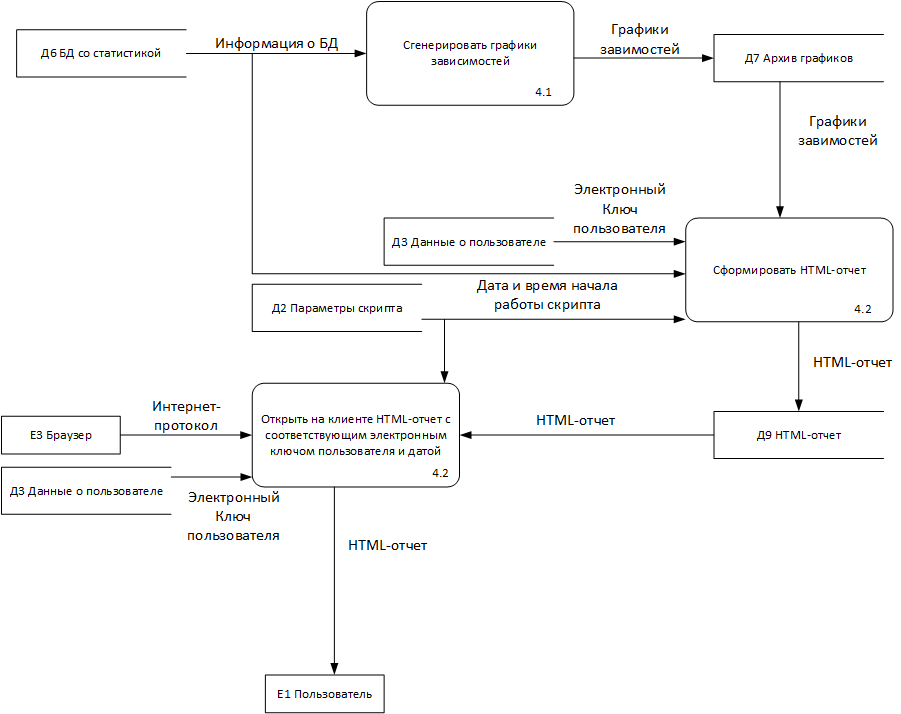 Д6 БД со статистикой
Информация о БД
Сгенерировать графики
зависимостей
4.1
Графики
завимостей
Д7 Архив графиков
Графики
завимостей
Электронный
Ключ
пользователя
Д3 Данные о пользователе
Сформировать HTML-отчет
4.2
Дата и время начала
работы скрипта
Д2 Параметры скрипта
HTML-отчет
Интернет-
протокол
Е3 Браузер
Открыть на клиенте HTML-отчет с
соответствующим электронным
ключом пользователя и датой
4.2
HTML-отчет
Д9 HTML-отчет
Д3 Данные о пользователе
Электронный
Ключ
пользователя
HTML-отчет
Е1 Пользователь